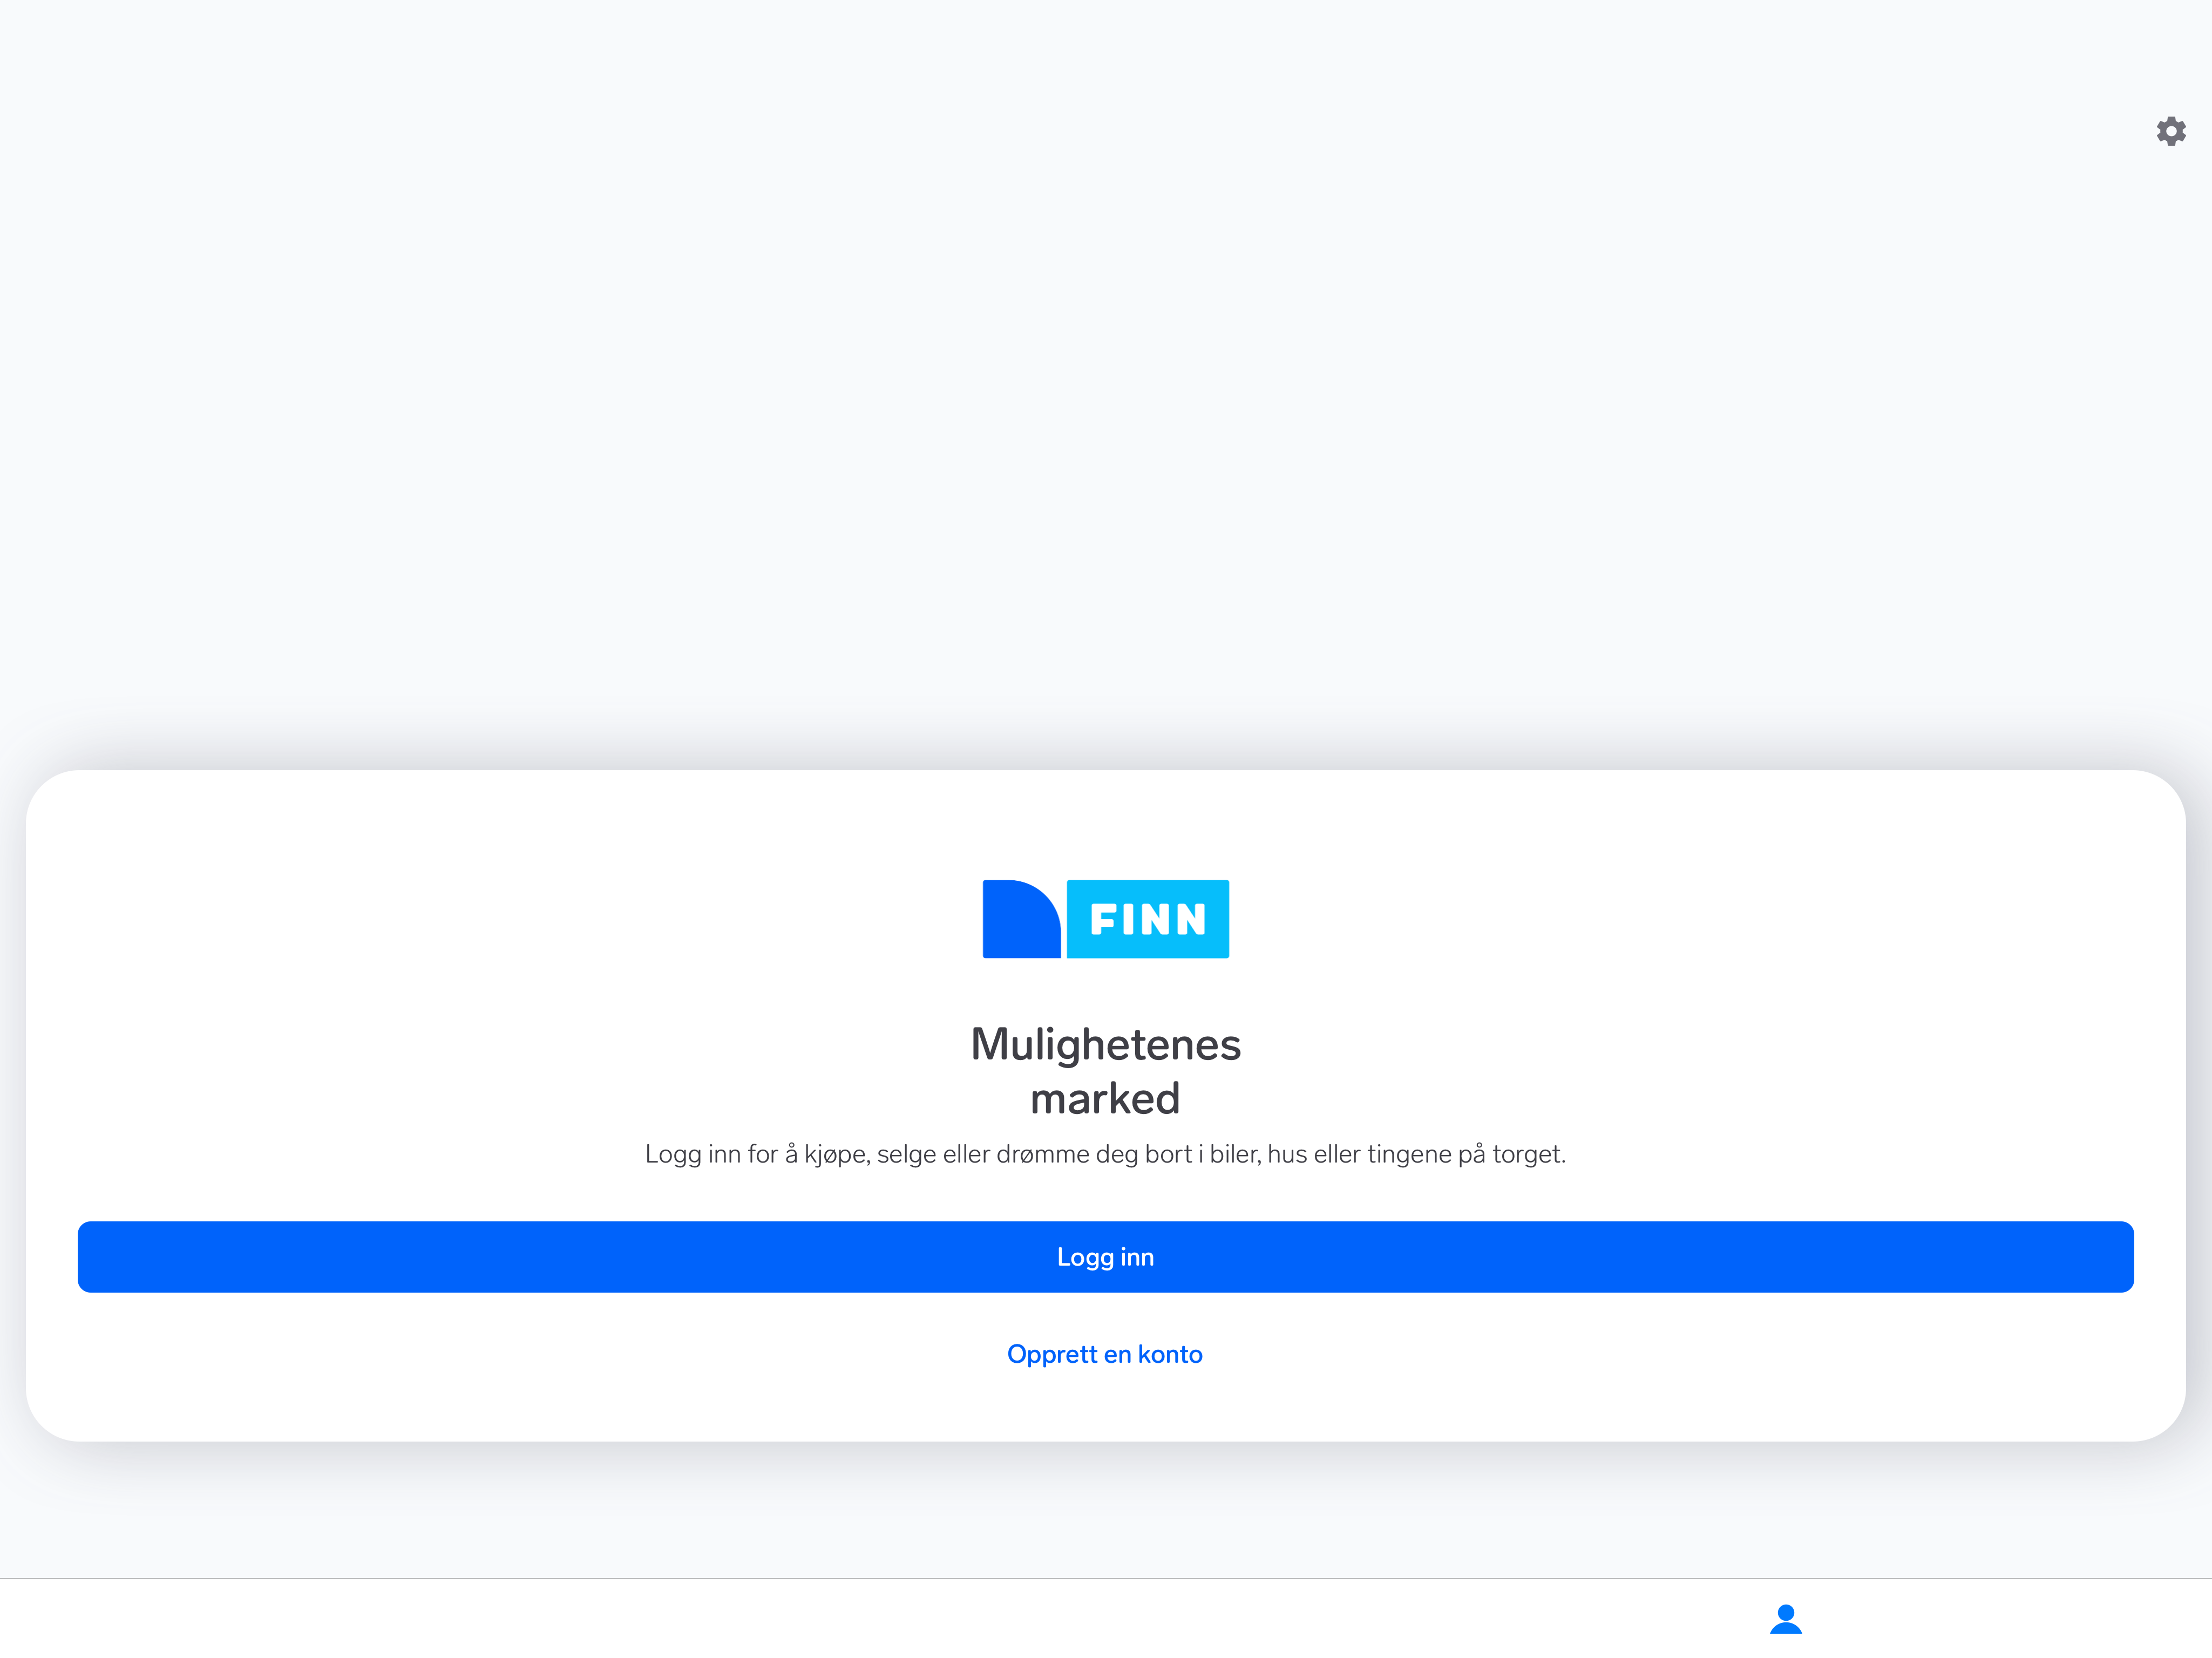 FINN
Mulighetenes
marked
Logg inn for å kjøpe, selge eller drømme deg bort i biler, hus eller tingene på torget.
Logg inn
Opprett en konto